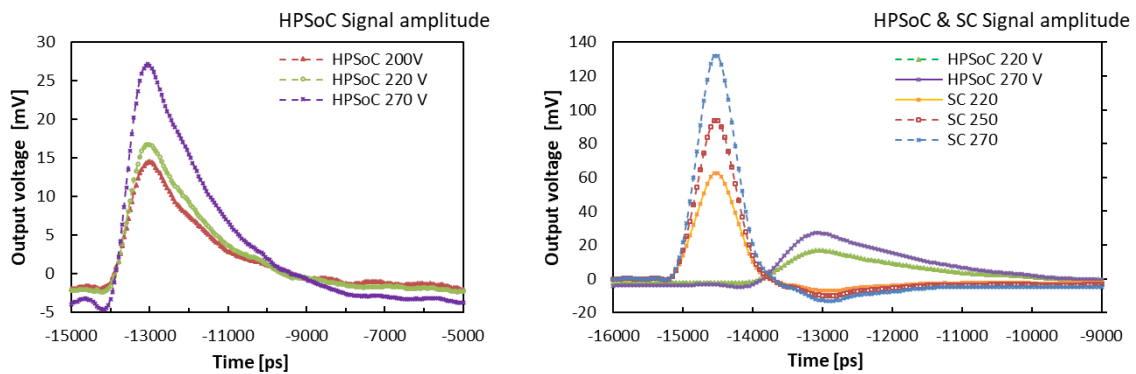 HPSoC Signal amplitude
30
25
20
15
10
5
0
-5
-15000 -13000 -11000 -9000 -7000 -5000
Output voltage [mV]
Time [ps]
HPSoC 200V
HPSoC 220 V
HPSoC 270 V
HPSoC & SC Signal amplitude
140
120
100
80
60
40
20
0
-20
-16000 -15000 -14000 -13000 -12000 -11000 -10000 -9000
Output voltage [mV]
Time [ps]
HPSoC 220 V
HPSoC 270 V
SC 220
SC 250
SC 270